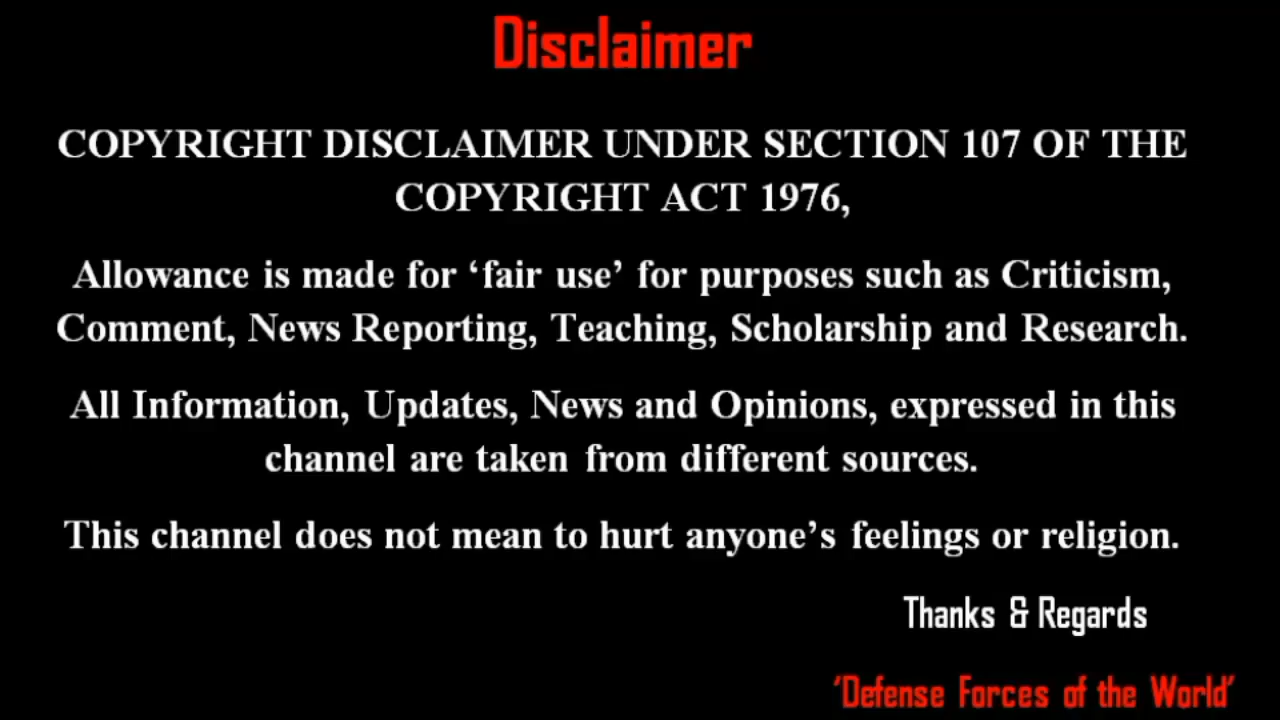 Disclaimer
COPYRIGHT DISCLAIMER UNDER SECTION 107 OF THE
COPYRIGHT ACT 1976,
Allowance is made for ‘fair use’ for purposes such as Criticism,
Comment, News Reporting, Teaching, Scholarship and Research.
All Information, Updates, News and Opinions, expressed in this
channel are taken from different sources.
This channel does not mean to hurt anyone’s feelings or religion.
Thanks & Regards
‘Defense Forces of the World’